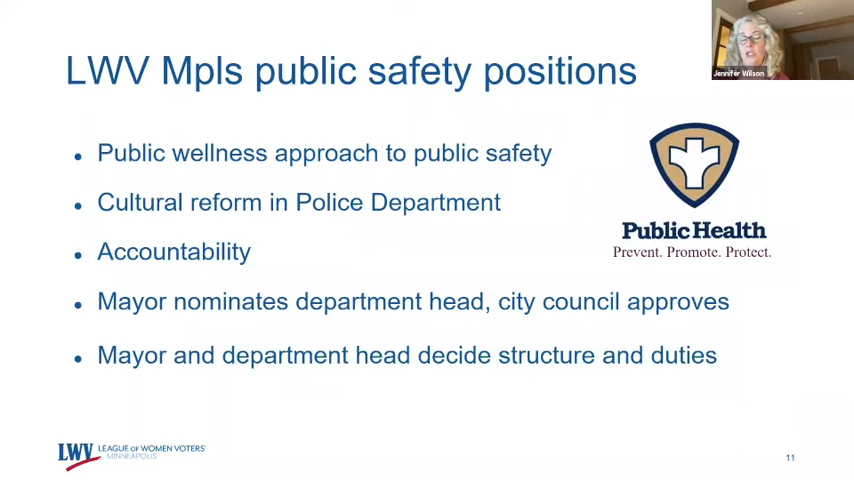 LWV Mpls public safety positions
Jennifer Wilson
• Public wellness approach to public safety
• Cultural reform in Police Department
• Accountability
• Mayor nominates department head, city council approves
• Mayor and department head decide structure and duties
Public Health
Prevent. Promote. Protect.
LWV LEAGUE OF WOMEN VOTERS®
MINNEAPOLIS
11